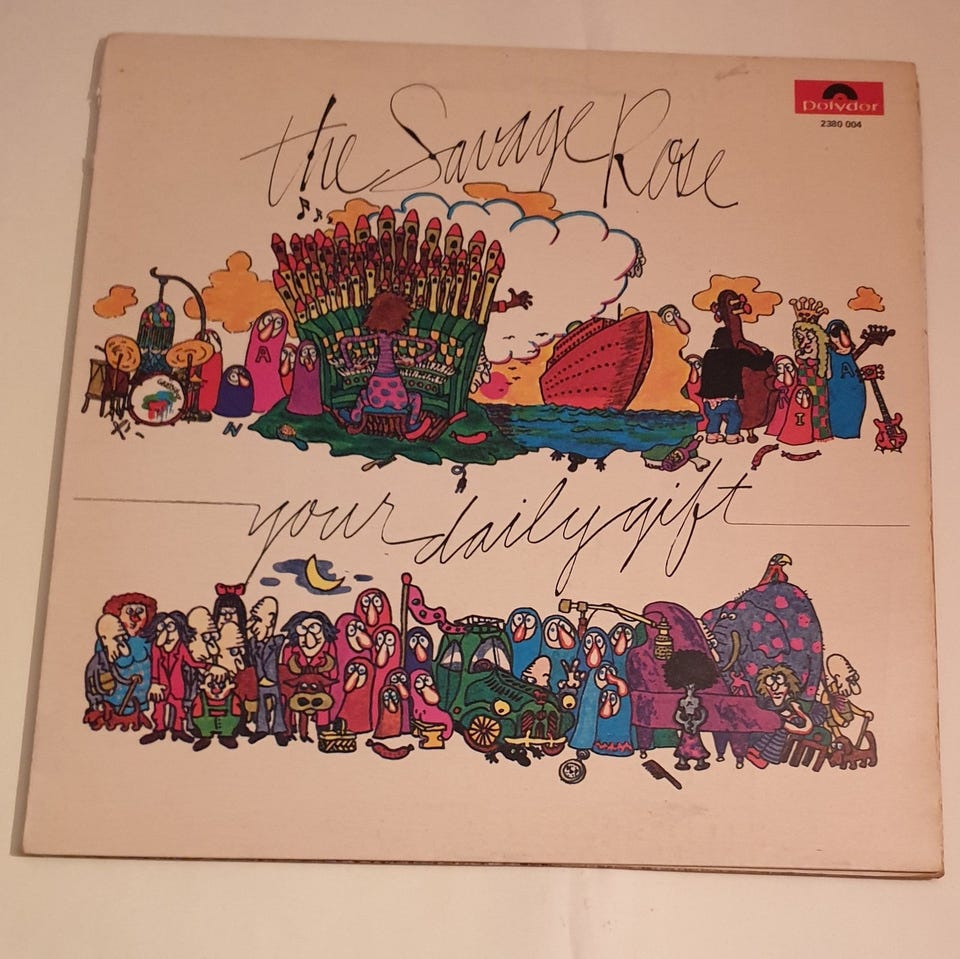 Polydor
2380 004
the Savage Rose
A
N
A
I
your daily gift